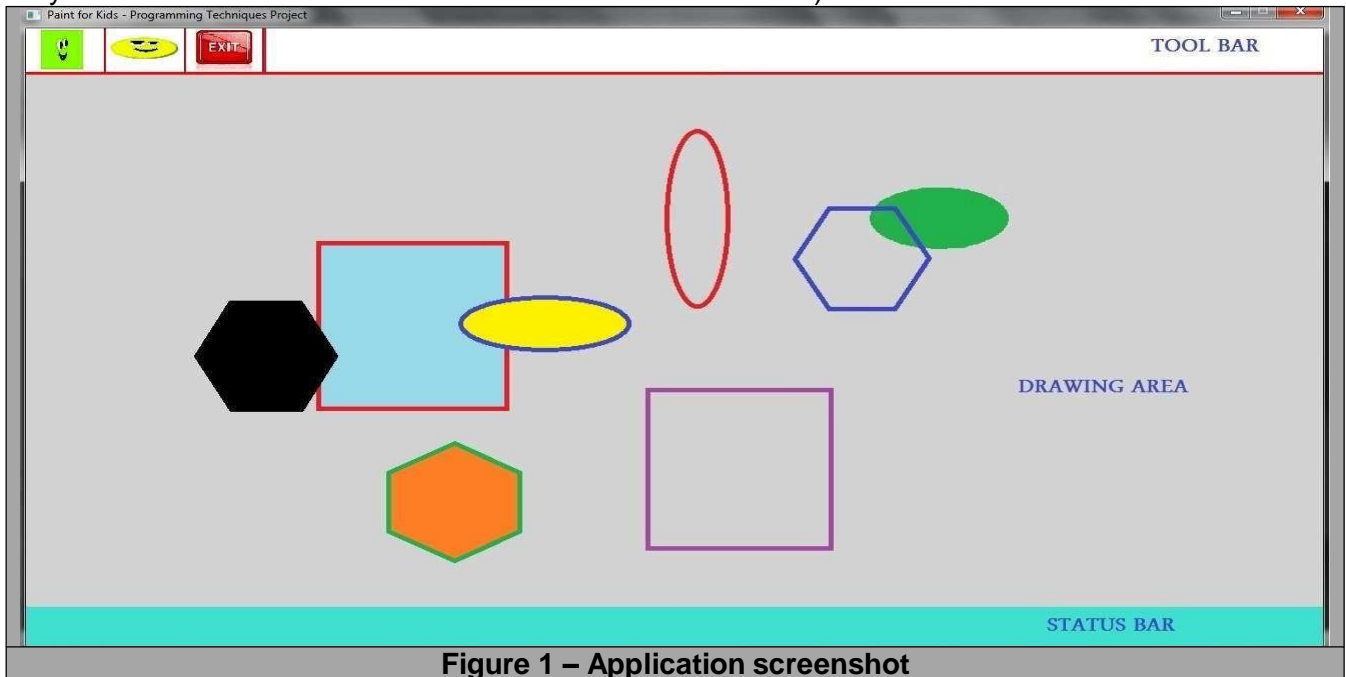 Paint for Kids - Programming Techniques Project
EXIT
TOOL BAR
DRAWING AREA
STATUS BAR
Figure 1 – Application screenshot